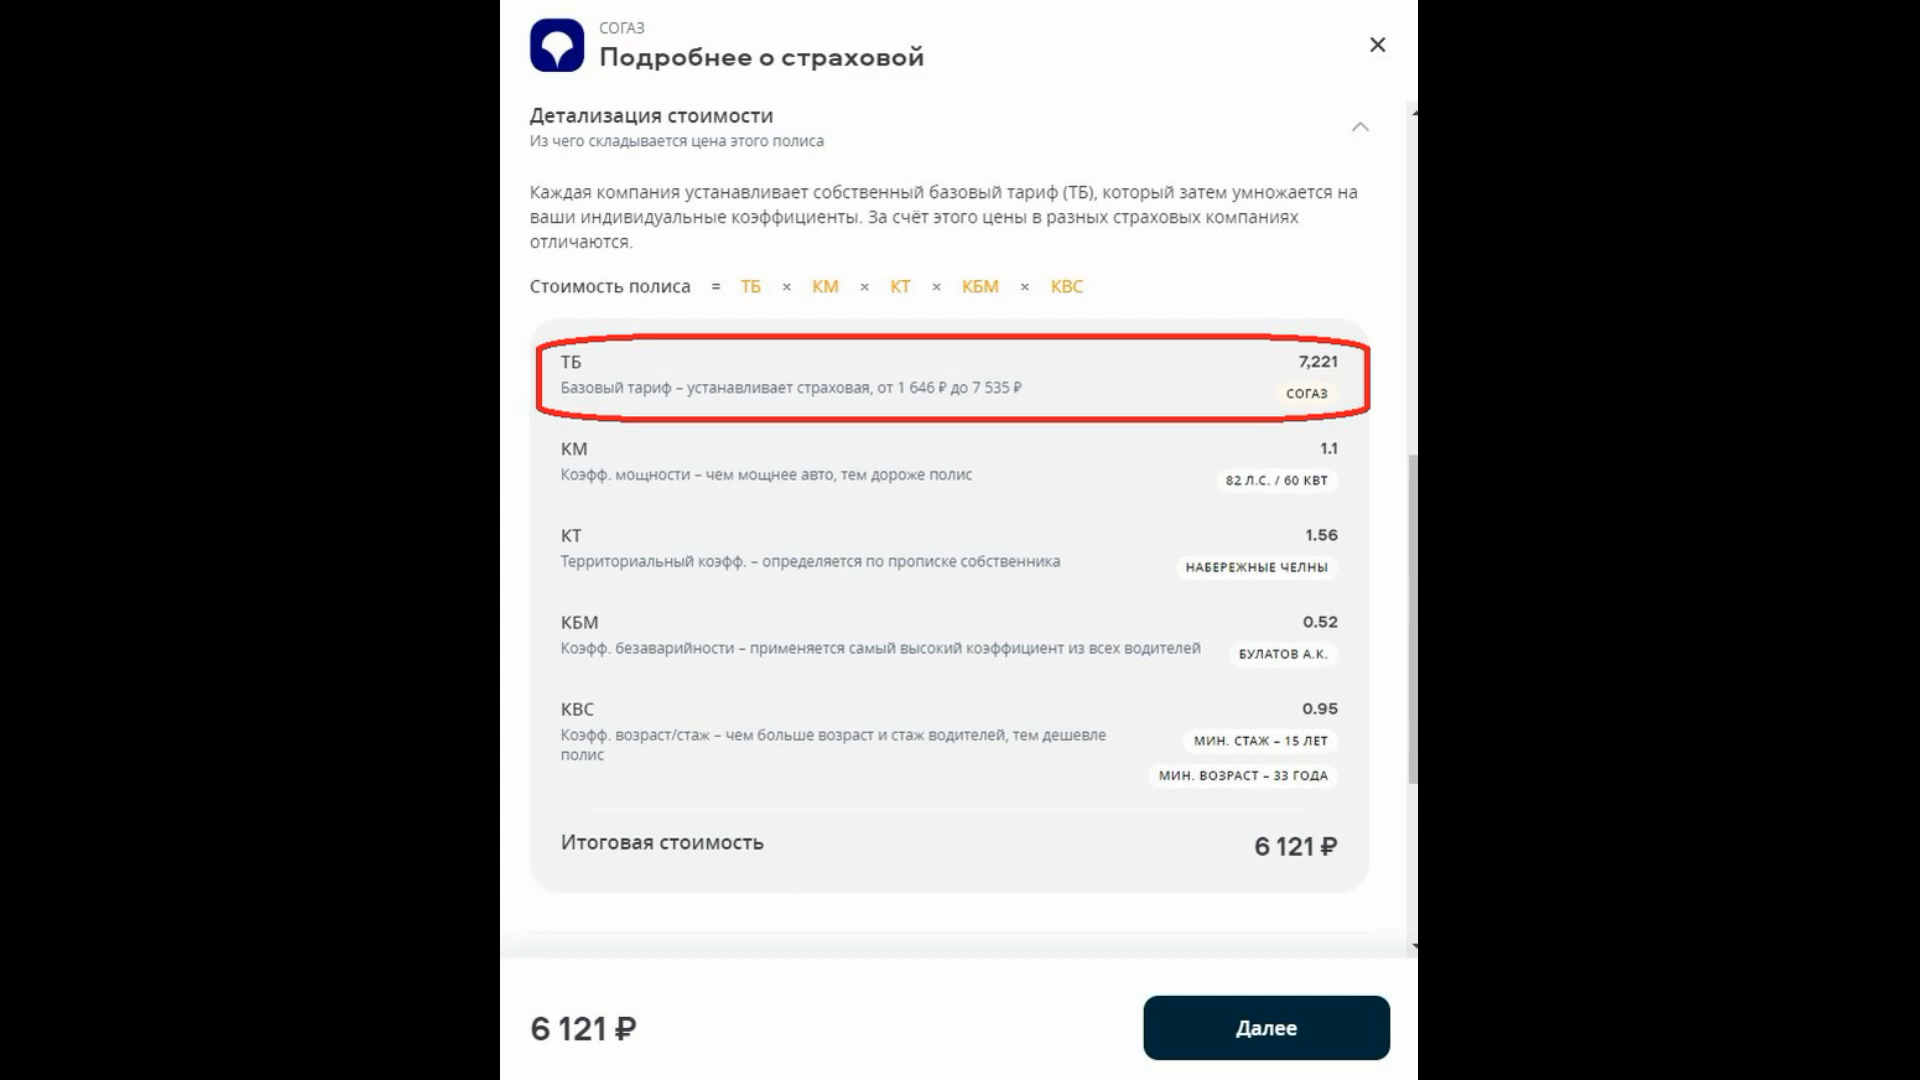 СОГАЗ
Подробнее о страховой
Детализация стоимости
Из чего складывается цена этого полиса
Каждая компания устанавливает собственный базовый тариф (ТБ), который затем умножается на
ваши индивидуальные коэффициенты. За счёт этого цены в разных страховых компаниях
отличаются.
Стоимость полиса = ТБ × КМ × КТ × КБМ × КВС
ТБ 7,221
Базовый тариф – устанавливает страховая, от 1 646 ₽ до 7 535 ₽ СОГАЗ
КМ 1.1
Коэфф. мощности – чем мощнее авто, тем дороже полис 82 Л.С. / 60 КВТ
КТ 1.56
Территориальный коэфф. – определяется по прописке собственника НАБЕРЕЖНЫЕ ЧЕЛНЫ
КБМ 0.52
Коэфф. безаварийности – применяется самый высокий коэффициент из всех водителей БУЛАТОВ А.К.
КВС 0.95
Коэфф. возраст/стаж – чем больше возраст и стаж водителей, тем дешевле МИН. СТАЖ – 15 ЛЕТ
полис
МИН. ВОЗРАСТ – 33 ГОДА
Итоговая стоимость 6 121 ₽
6 121 ₽ Далее